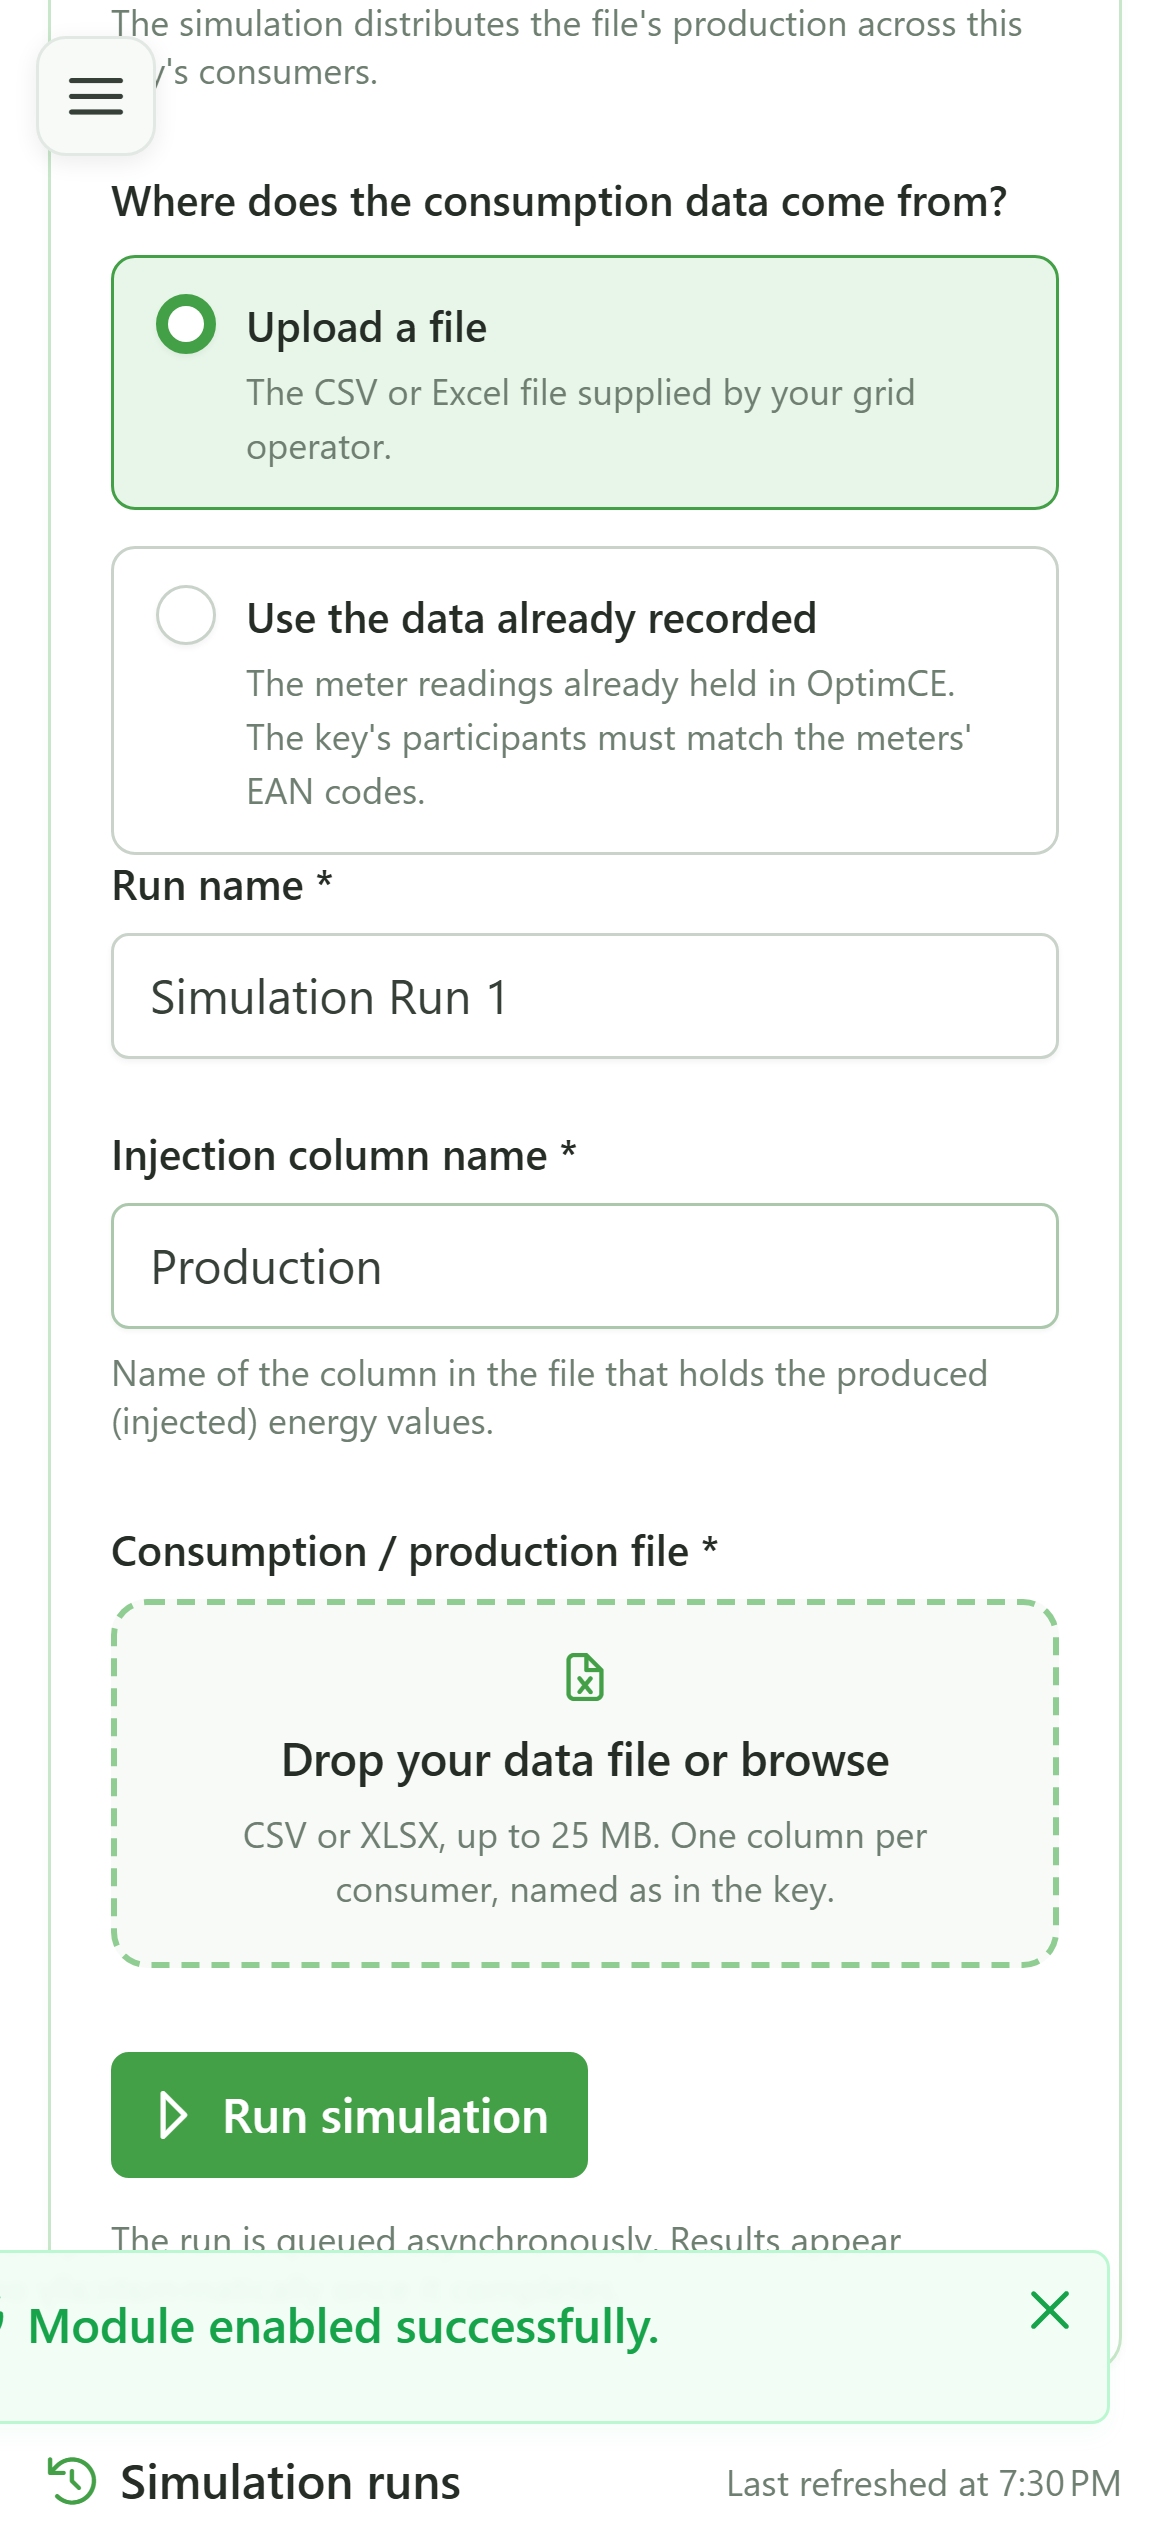 The simulation distributes the file's production across this
y's consumers.
Where does the consumption data come from?
Upload a file
The CSV or Excel file supplied by your grid
operator.
Use the data already recorded
The meter readings already held in OptimCE.
The key's participants must match the meters'
EAN codes.
Run name *
Simulation Run 1
Injection column name *
Production
Name of the column in the file that holds the produced
(injected) energy values.
Consumption / production file *
Drop your data file or browse
CSV or XLSX, up to 25 MB. One column per
consumer, named as in the key.
Run simulation
The run is queued asynchronously. Results appear
Module enabled successfully.
Simulation runs
Last refreshed at 7:30 PM